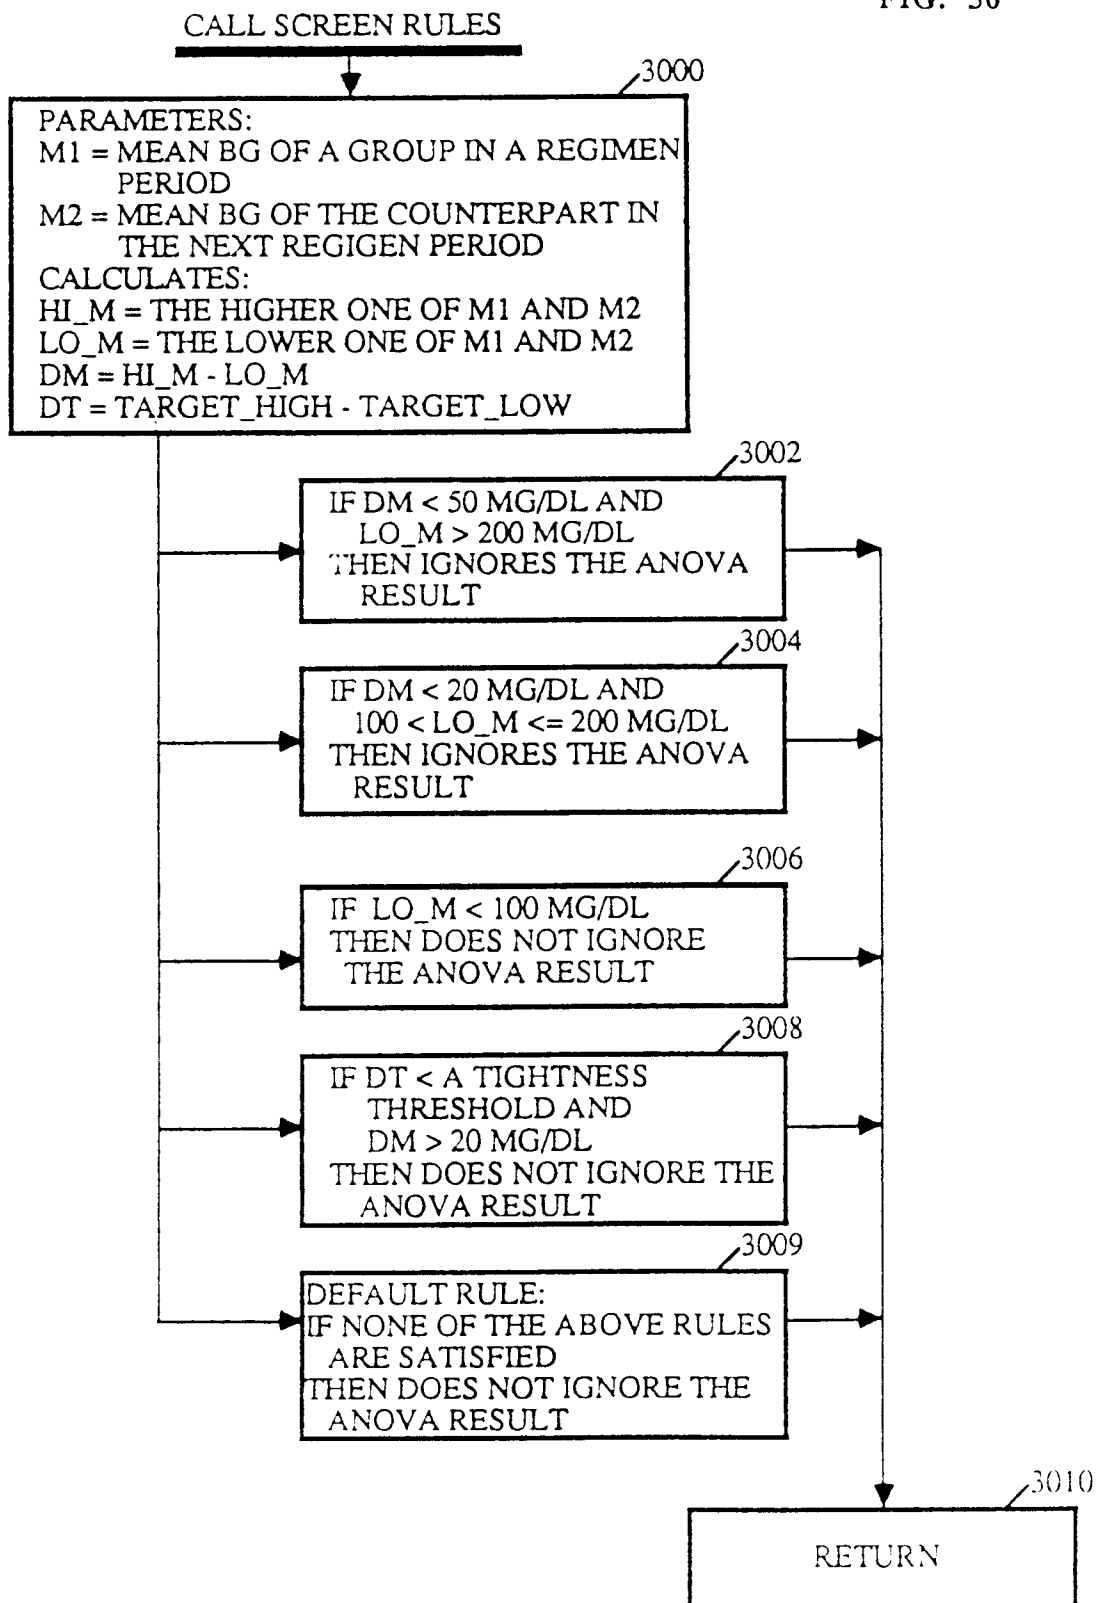 CALL SCREEN RULES
3000
PARAMETERS:
M1 = MEAN BG OF A GROUP IN A REGIMEN
PERIOD
M2 = MEAN BG OF THE COUNTERPART IN
THE NEXT REGIGEN PERIOD
CALCULATES:
HI_M = THE HIGHER ONE OF M1 AND M2
LO_M = THE LOWER ONE OF M1 AND M2
DM = HI_M - LO_M
DT = TARGET_HIGH - TARGET_LOW
3002
IF DM < 50 MG/DL AND
LO_M > 200 MG/DL
THEN IGNORES THE ANOVA
RESULT
3004
IF DM < 20 MG/DL AND
100 < LO_M <= 200 MG/DL
THEN IGNORES THE ANOVA
RESULT
3006
IF LO_M < 100 MG/DL
THEN DOES NOT IGNORE
THE ANOVA RESULT
3008
IF DT < A TIGHTNESS
THRESHOLD AND
DM > 20 MG/DL
THEN DOES NOT IGNORE THE
ANOVA RESULT
3009
DEFAULT RULE:
IF NONE OF THE ABOVE RULES
ARE SATISFIED
THEN DOES NOT IGNORE THE
ANOVA RESULT
3010
RETURN